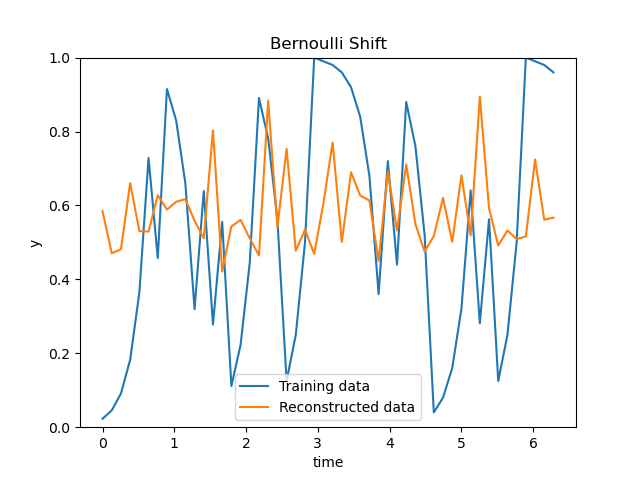 Bernoulli Shift
y
1.0
0.8
0.6
0.4
0.2
0.0
Training data
Reconstructed data
0 1 2 3 4 5 6
time